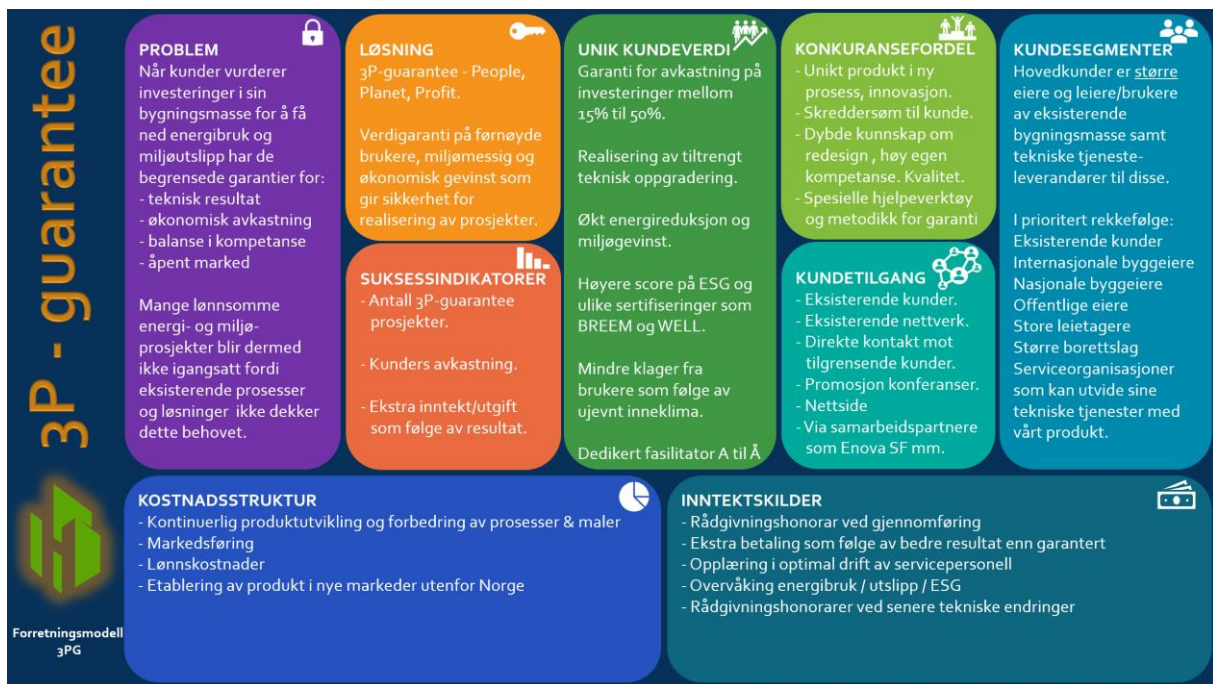 3P - guarantee
Forretningsmodell
3PG
PROBLEM
Når kunder vurderer
investeringer i sin
bygningsmasse for å få
ned energibruk og
miljøutslipp har de
begrensede garantier for:
- teknisk resultat
- økonomisk avkastning
- balanse i kompetanse
- åpent marked
Mange lønnsomme
energi- og miljø-
prosjekter blir dermed
ikke igangsatt fordi
eksisterende prosesser
og løsninger ikke dekker
dette behovet.
LØSNING
3P-guarantee - People,
Planet, Profit.
Verdigaranti på førnøyde
brukere, miljømessig og
økonomisk gevinst som
gir sikkerhet for
realisering av prosjekter.
SUKSESSINDIKATORER
- Antall 3P-guarantee
prosjekter.
- Kunders avkastning.
- Ekstra inntekt/utgift
som følge av resultat.
UNIK KUNDEVERDI
Garanti for avkastning på
investeringer mellom
15% til 50%.
Realisering av tiltrengt
teknisk oppgradering.
Økt energireduksjon og
miljøgevinst.
Høyere score på ESG og
ulike sertifiseringer som
BREEM og WELL.
Mindre klager fra
brukere som følge av
ujevnt inneklima.
Dedikert fasilitator A til Å
KONKURANSEFORDEL
- Unikt produkt i ny
prosess, innovasjon.
- Skreddersøm til kunde.
- Dybde kunnskap om
redesign , høy egen
kompetanse. Kvalitet.
- Spesielle hjelpeverktøy
og metodikk for garanti
KUNDETILGANG
- Eksisterende kunder.
- Eksisterende nettverk.
- Direkte kontakt mot
tilgrensende kunder.
- Promosjon konferanser.
- Nettside
- Via samarbeidspartnere
som Enova SF mm.
KUNDESEGMENTER
Hovedkunder er større
eiere og leiere/brukere
av eksisterende
bygningsmasse samt
tekniske tjeneste-
leverandører til disse.
I prioritert rekkefølge:
Eksisterende kunder
Internasjonale byggeiere
Nasjonale byggeiere
Offentlige eiere
Store leietagere
Større borettslag
Serviceorganisasjoner
som kan utvide sine
tekniske tjenester med
vårt produkt.
KOSTNADSSTRUKTUR
- Kontinuerlig produktutvikling og forbedring av prosesser & maler
- Markedsføring
- Lønnskostnader
- Etablering av produkt i nye markeder utenfor Norge
INNTEKTSKILDER
- Rådgivningshonorar ved gjennomføring
- Ekstra betaling som følge av bedre resultat enn garantert
- Opplæring i optimal drift av servicepersonell
- Overvåking energibruk / utslipp / ESG
- Rådgivningshonorarer ved senere tekniske endringer